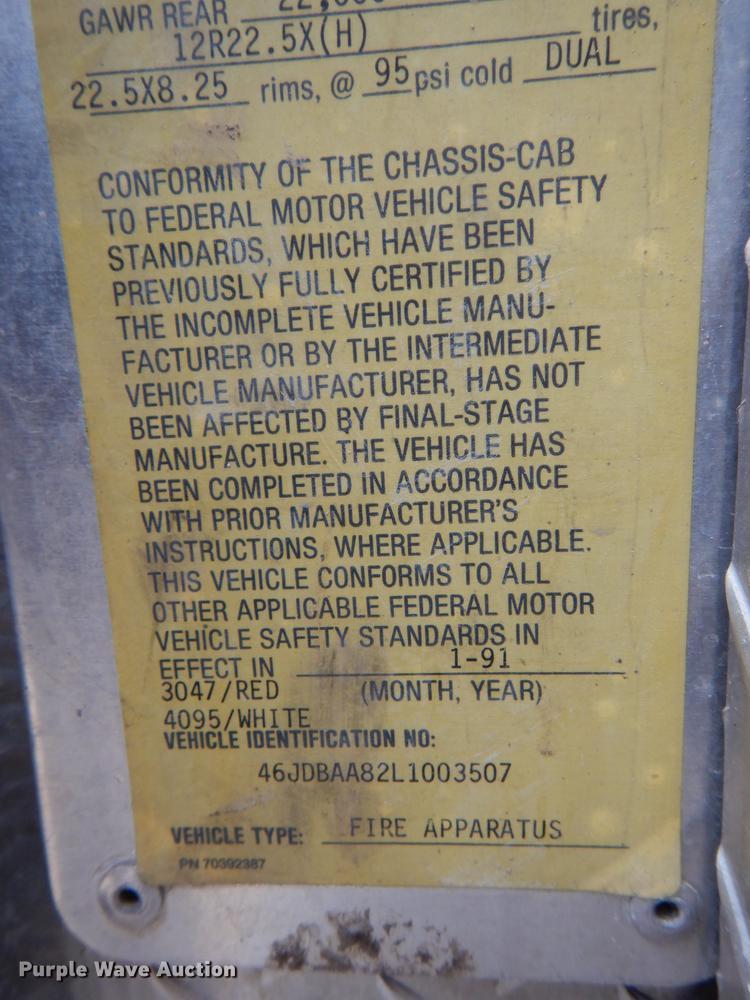 GAWR REAR
12R22.5X(H) tires,
22.5X8.25 rims, @ 95 psi cold DUAL
CONFORMITY OF THE CHASSIS-CAB
TO FEDERAL MOTOR VEHICLE SAFETY
STANDARDS, WHICH HAVE BEEN
PREVIOUSLY FULLY CERTIFIED BY
THE INCOMPLETE VEHICLE MANU-
FACTURER OR BY THE INTERMEDIATE
VEHICLE MANUFACTURER, HAS NOT
BEEN AFFECTED BY FINAL-STAGE
MANUFACTURE. THE VEHICLE HAS
BEEN COMPLETED IN ACCORDANCE
WITH PRIOR MANUFACTURER'S
INSTRUCTIONS, WHERE APPLICABLE.
THIS VEHICLE CONFORMS TO ALL
OTHER APPLICABLE FEDERAL MOTOR
VEHICLE SAFETY STANDARDS IN
EFFECT IN 1-91
3047/RED (MONTH, YEAR)
4095/WHITE
VEHICLE IDENTIFICATION NO:
46JDBAA82L1003507
VEHICLE TYPE: FIRE APPARATUS
PN 70392387
Purple Wave Auction